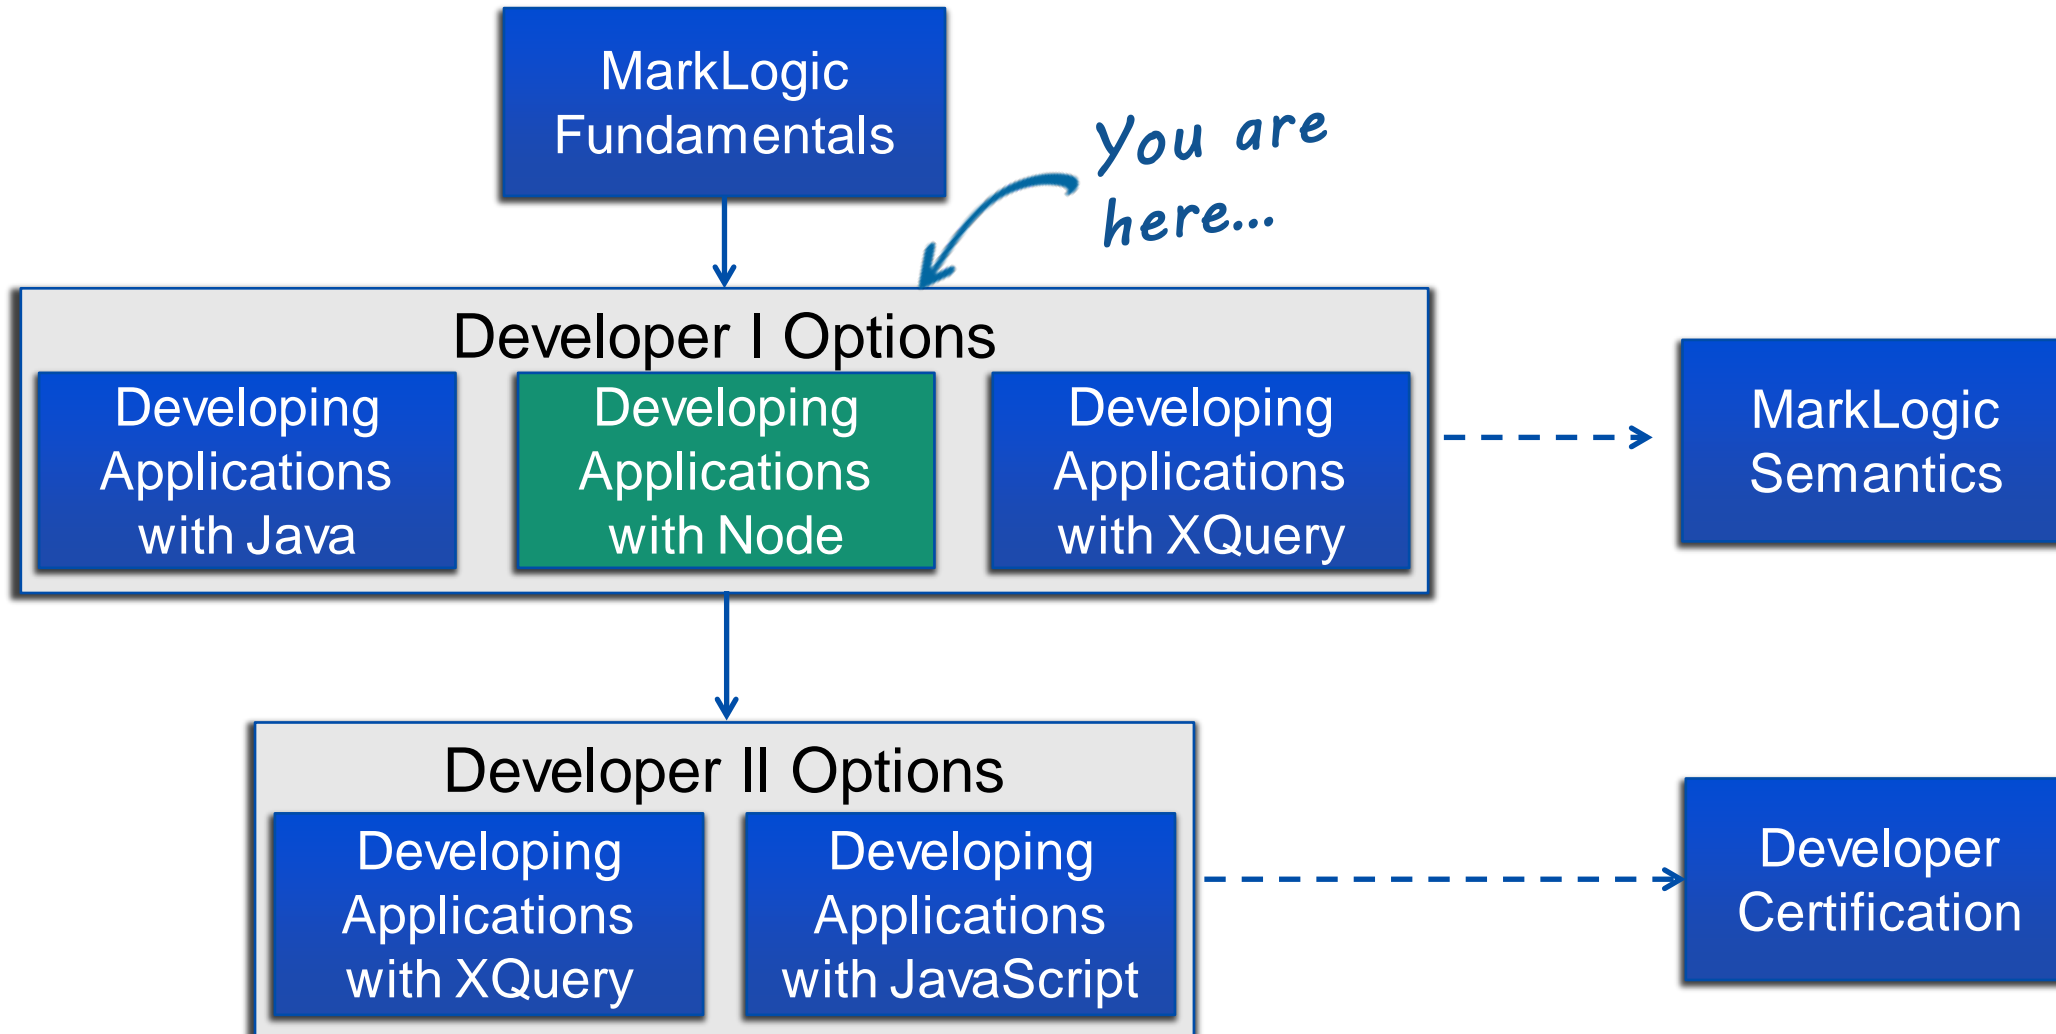 MarkLogic
Fundamentals
You are
here...
Developer I Options
Developing
Applications
with Java
Developing
Applications
with Node
Developing
Applications
with XQuery
MarkLogic
Semantics
Developer II Options
Developing
Applications
with XQuery
Developing
Applications
with JavaScript
Developer
Certification